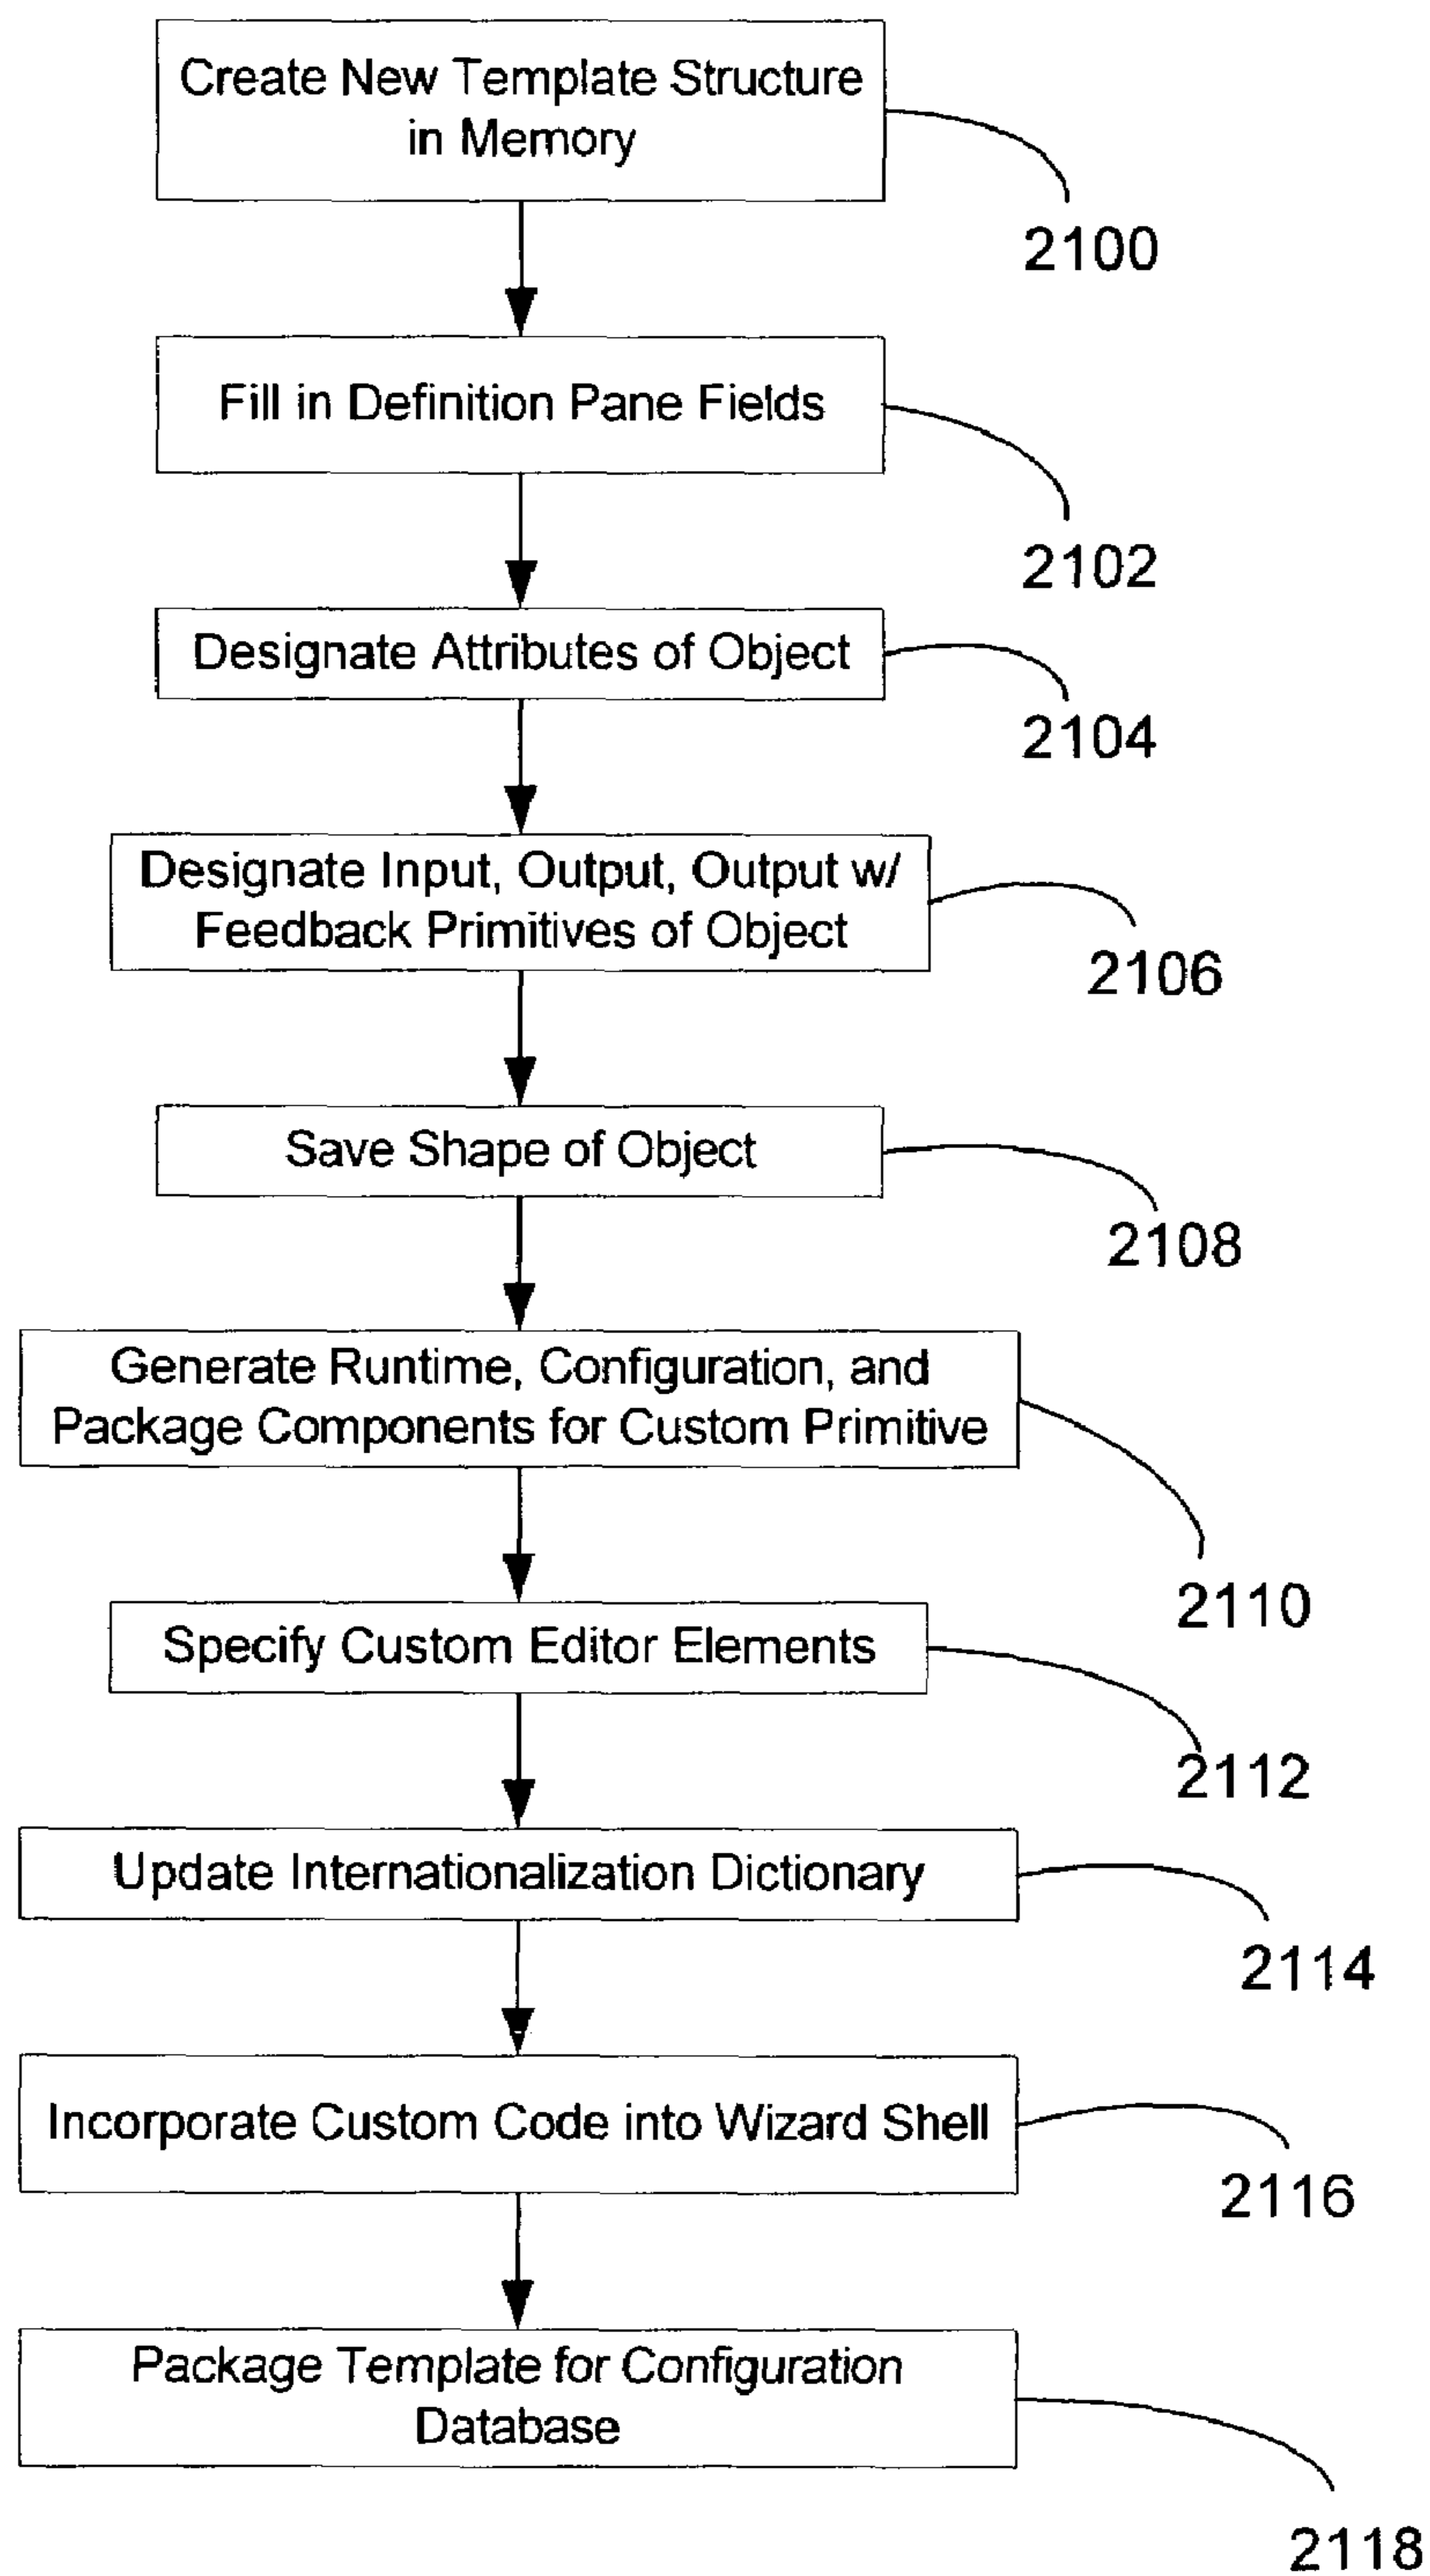 Create New Template Structure
in Memory
2100
Fill in Definition Pane Fields
2102
Designate Attributes of Object
2104
Designate Input, Output, Output w/
Feedback Primitives of Object
2106
Save Shape of Object
2108
Generate Runtime, Configuration, and
Package Components for Custom Primitive
2110
Specify Custom Editor Elements
2112
Update Internationalization Dictionary
2114
Incorporate Custom Code into Wizard Shell
2116
Package Template for Configuration
Database
2118